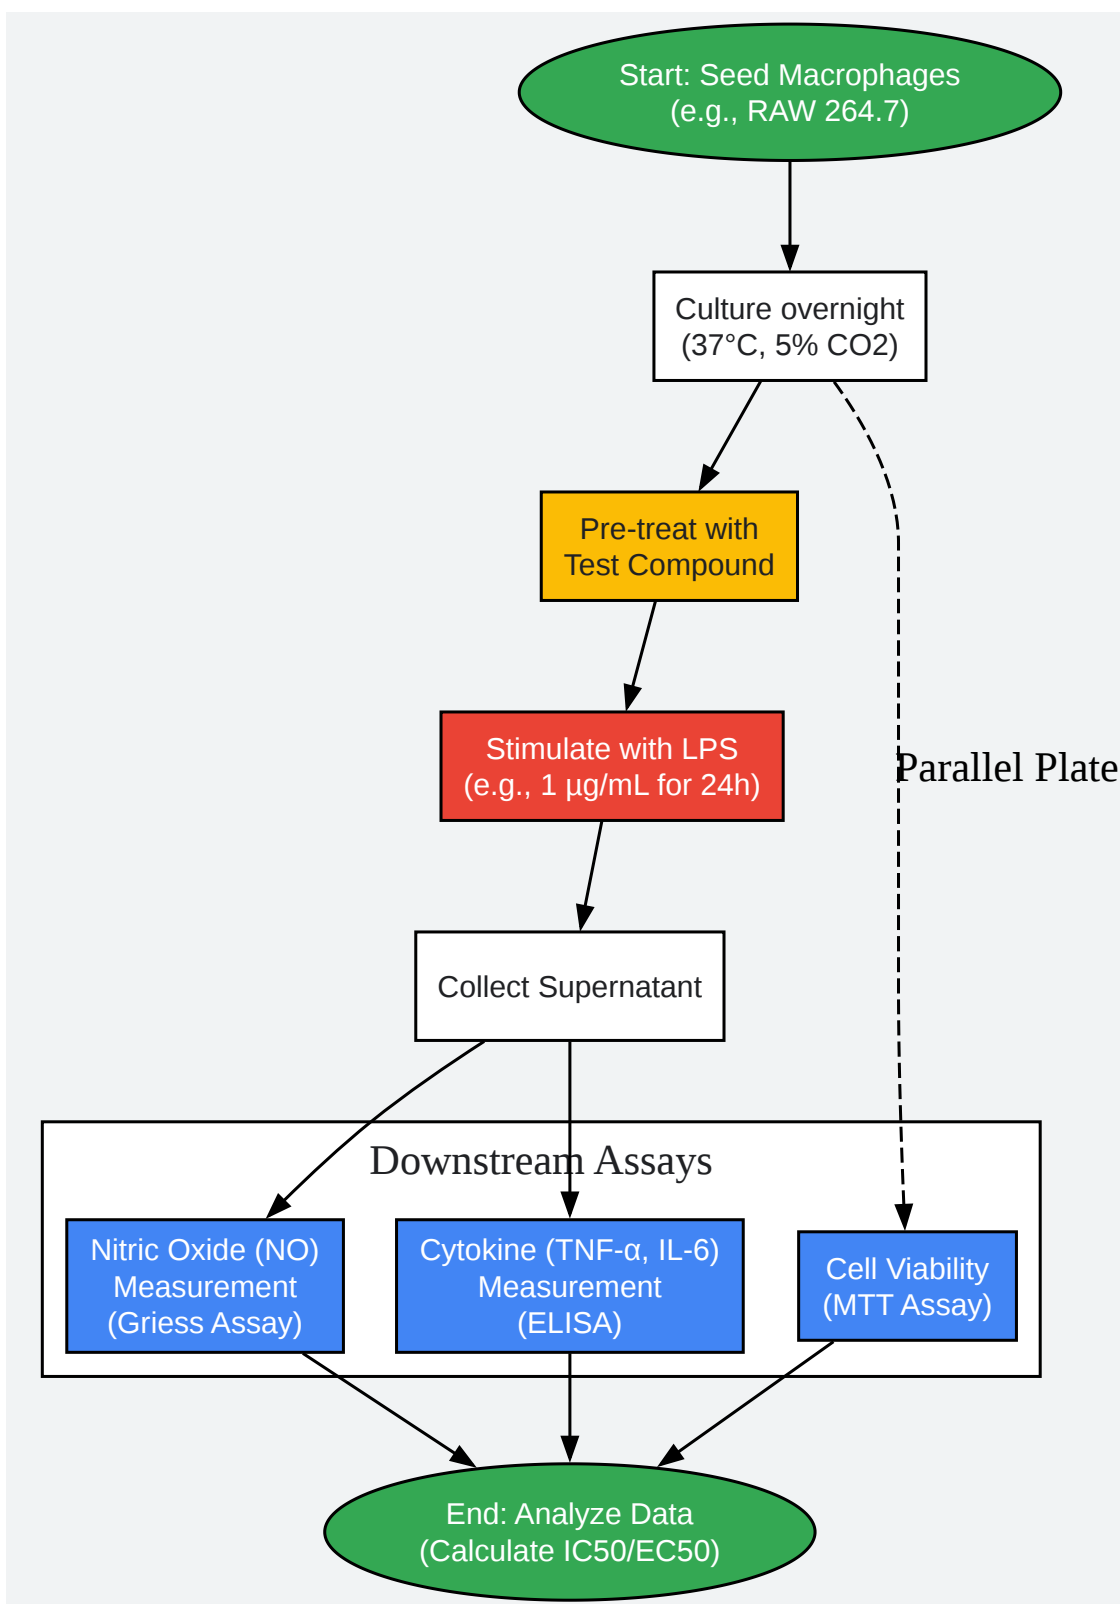 Start: Seed Macrophages
(e.g., RAW 264.7)
Culture overnight
(37°C, 5% CO2)
Pre-treat with
Test Compound
Stimulate with LPS
(e.g., 1 µg/mL for 24h)
Parallel Plate
Collect Supernatant
Downstream Assays
Nitric Oxide (NO)
Measurement
(Griess Assay)
Cytokine (TNF-α, IL-6)
Measurement
(ELISA)
Cell Viability
(MTT Assay)
End: Analyze Data
(Calculate IC50/EC50)